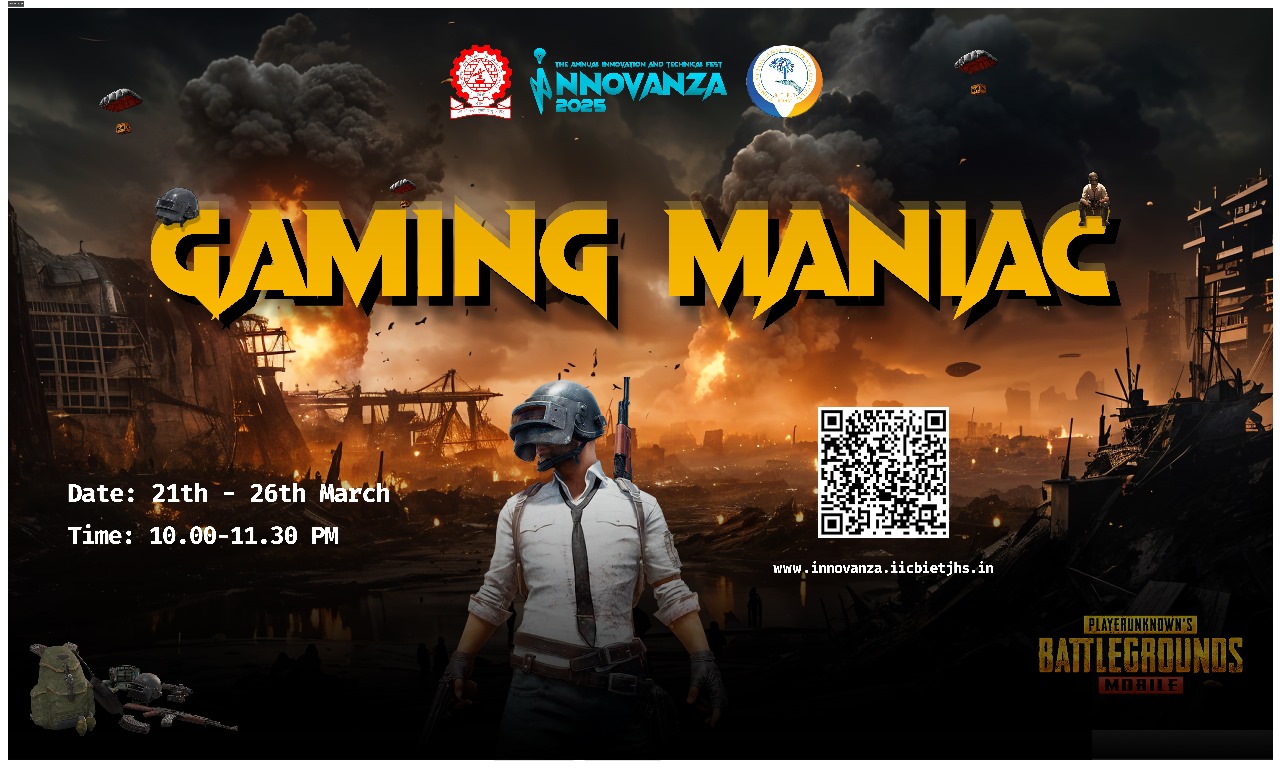 THE ANNUAL INNOVATION AND TECHNICAL FEST
INNOVANZA
2025
GAMING MANIAC
Date: 21th - 26th March
Time: 10.00-11.30 PM
www.innovanza.iicbietjhs.in
PLAYERUNKNOWN'S
BATTLEGROUNDS
MOBILE